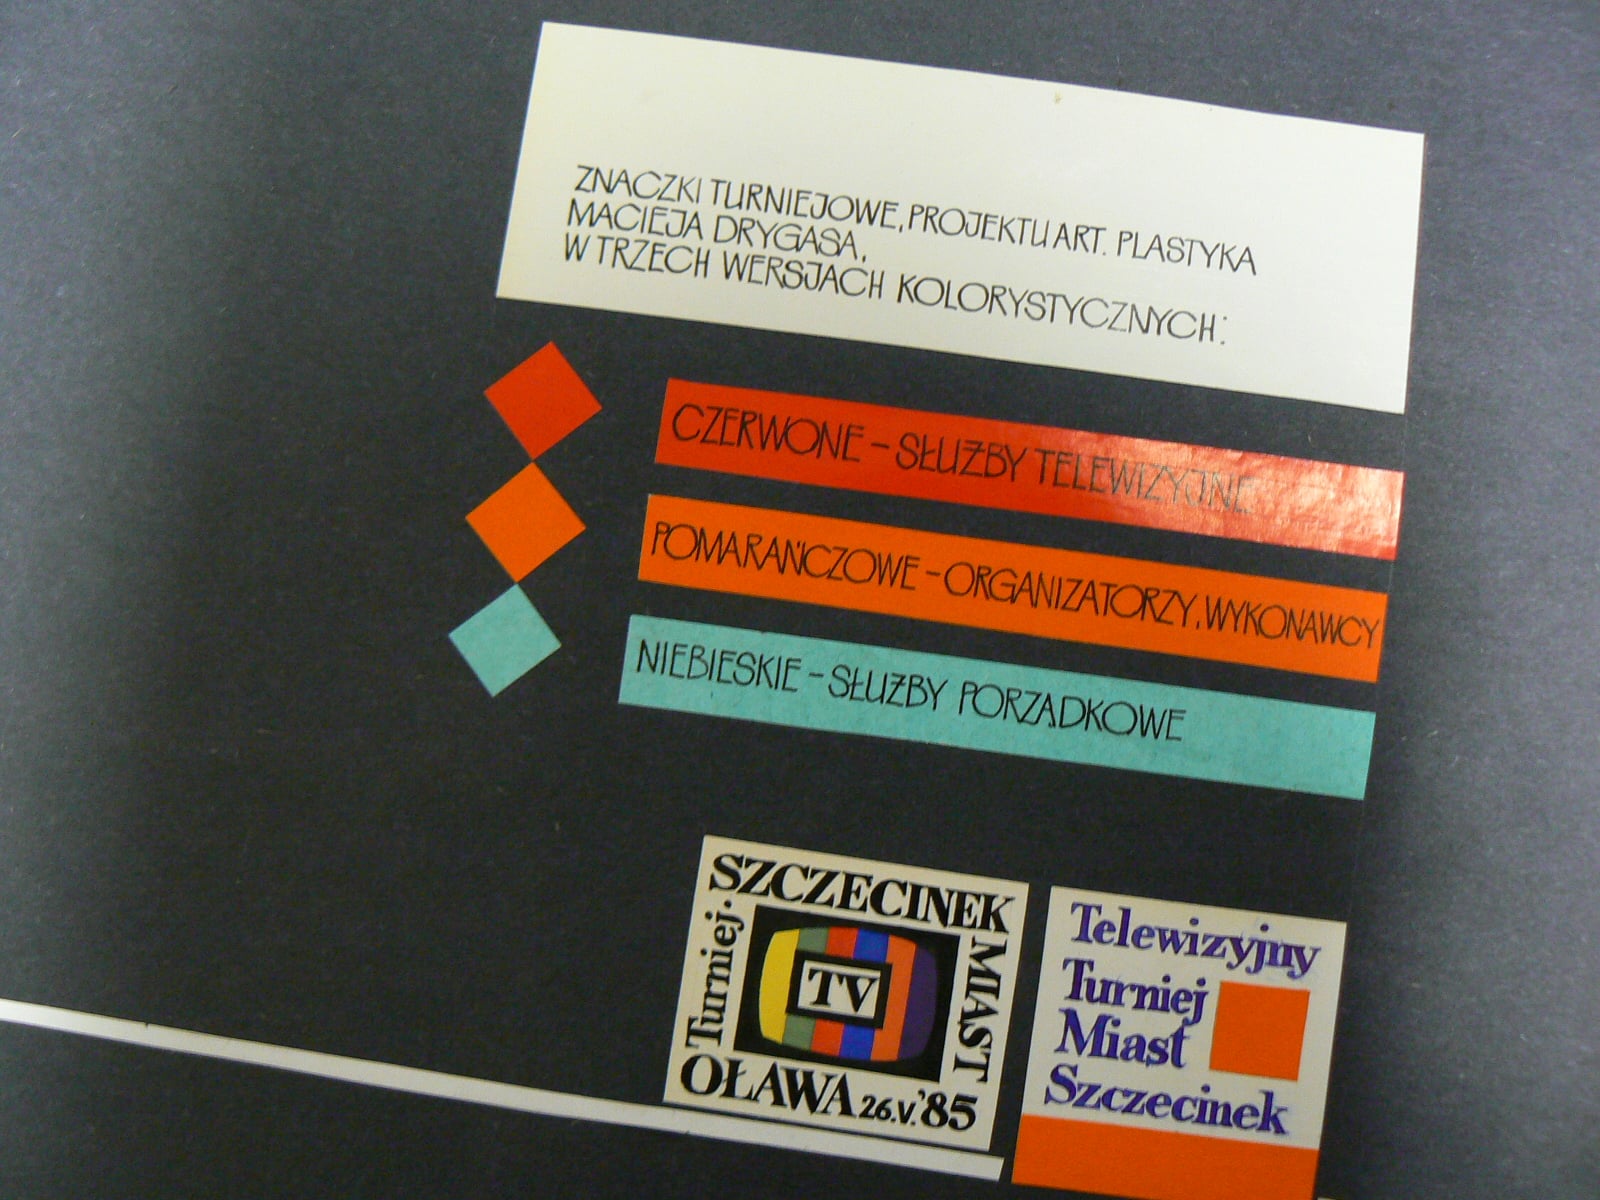 ZNACZKI TURNIEJOWE, PROJEKTU ART. PLASTYKA
MACIEJA DRYGASA,
W TRZECH WERSJACH KOLORYSTYCZNYCH:
CZERWONE – SŁUŻBY TELEWIZYJNE
POMARAŃCZOWE – ORGANIZATORZY, WYKONAWCY
NIEBIESKIE – SŁUŻBY PORZĄDKOWE
Turniej · SZCZECINEK
MIAST
TV
OŁAWA 26.V.'85
Telewizyjny
Turniej
Miast
Szczecinek